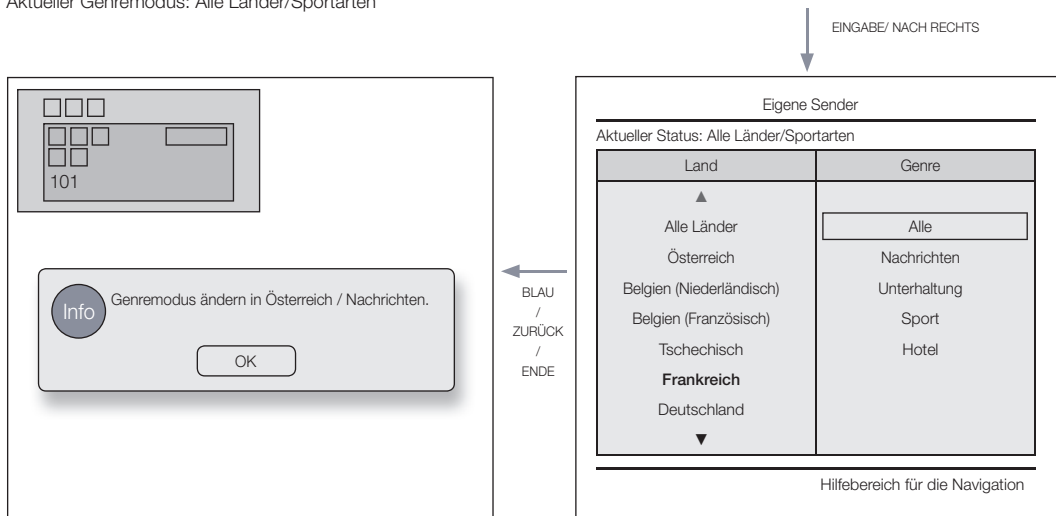 Aktueller Genremodus: Alle Länder/Sportarten
EINGABE/ NACH RECHTS
101
Info
Genremodus ändern in Österreich / Nachrichten.
OK
BLAU
/
ZURÜCK
/
ENDE
Eigene Sender
Aktueller Status: Alle Länder/Sportarten
Land Genre
▲
Alle Länder Alle
Österreich Nachrichten
Belgien (Niederländisch) Unterhaltung
Belgien (Französisch) Sport
Tschechisch Hotel
Frankreich
Deutschland
▼
Hilfebereich für die Navigation